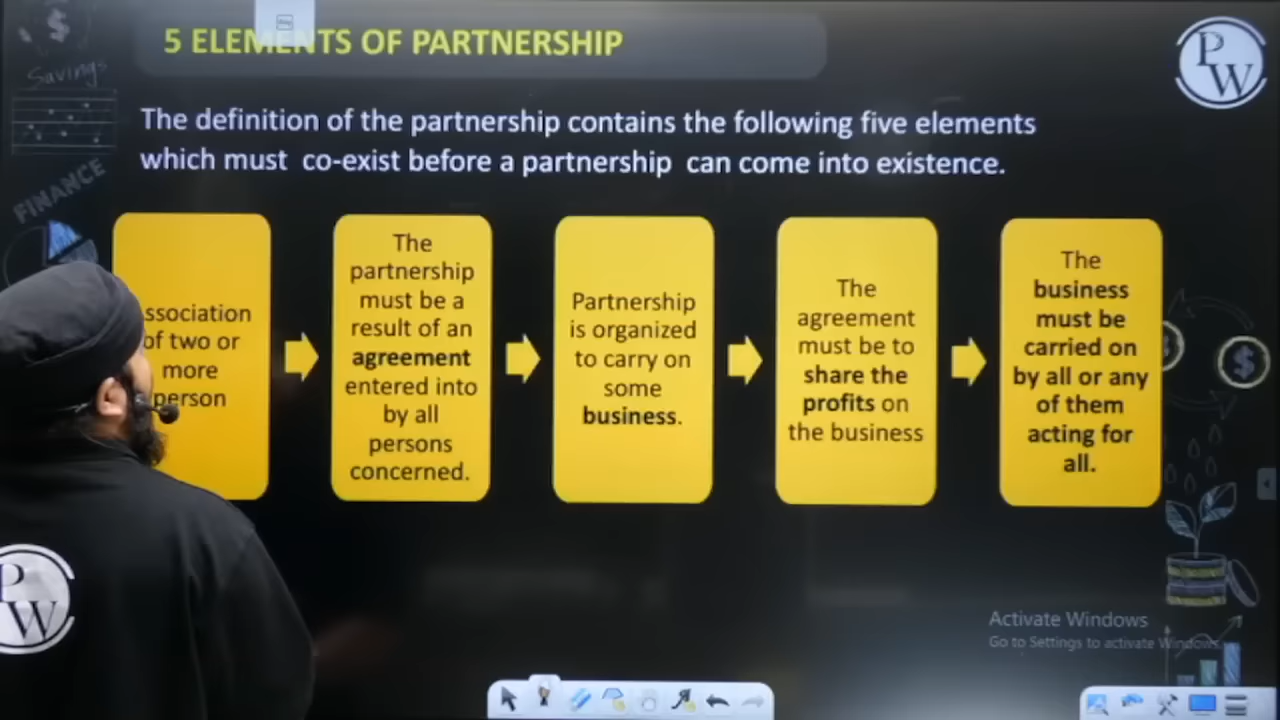 5 ELEMENTS OF PARTNERSHIP
P
W
Savings
FINANCE
The definition of the partnership contains the following five elements
which must co-exist before a partnership can come into existence.
ssociation
of two or
more
person
The
partnership
must be a
result of an
agreement
entered into
by all
persons
concerned.
Partnership
is organized
to carry on
some
business.
The
agreement
must be to
share the
profits on
the business
The
business
must be
carried on
by all or any
of them
acting for
all.
$
P
W
Activate Windows
Go to Settings to activate Windows.